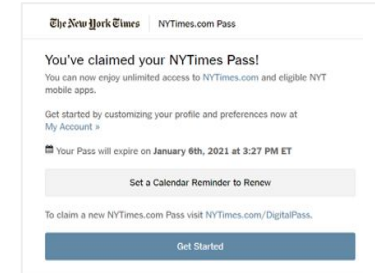 The New York Times NYTimes.com Pass
You've claimed your NYTimes Pass!
You can now enjoy unlimited access to NYTimes.com and eligible NYT
mobile apps.
Get started by customizing your profile and preferences now at
My Account »
Your Pass will expire on January 6th, 2021 at 3:27 PM ET
Set a Calendar Reminder to Renew
To claim a new NYTimes.com Pass visit NYTimes.com/DigitalPass.
Get Started